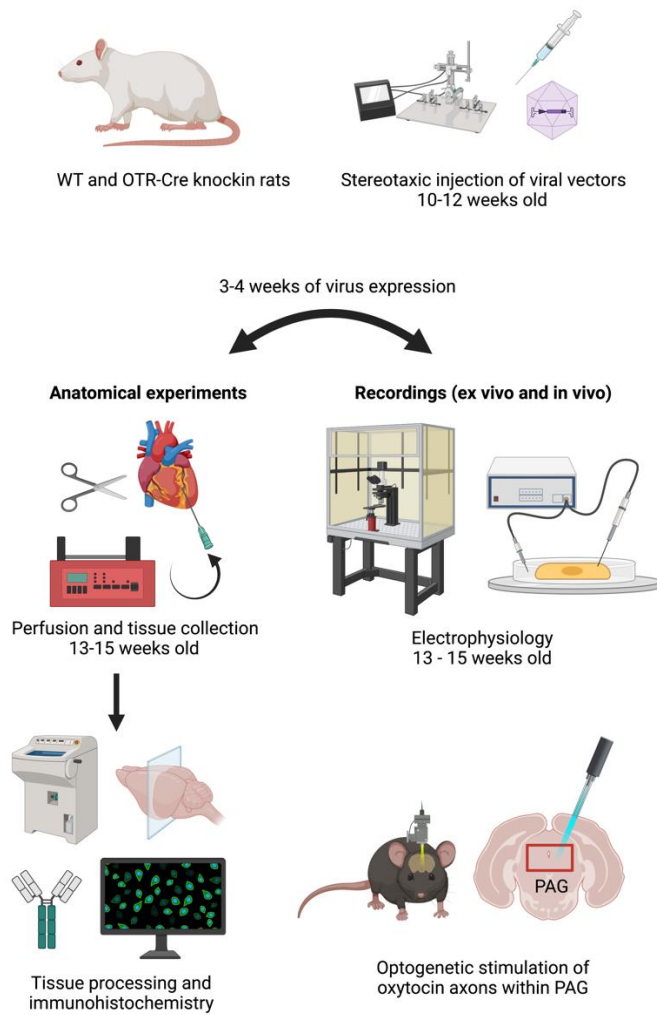 WT and OTR-Cre knockin rats
Stereotaxic injection of viral vectors
10-12 weeks old
3-4 weeks of virus expression
Anatomical experiments
Perfusion and tissue collection
13-15 weeks old
Tissue processing and
immunohistochemistry
Recordings (ex vivo and in vivo)
Electrophysiology
13 - 15 weeks old
PAG
Optogenetic stimulation of
oxytocin axons within PAG